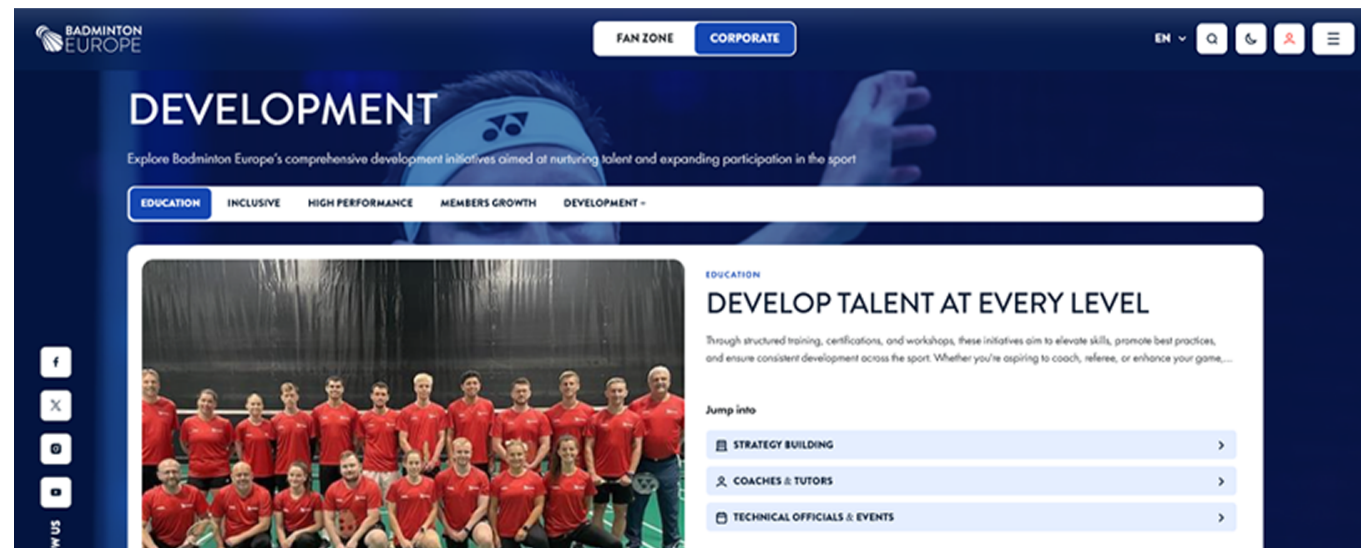 BADMINTON
EUROPE
FAN ZONE
CORPORATE
EN
DEVELOPMENT
Explore Badminton Europe's comprehensive development initiatives aimed at nurturing talent and expanding participation in the sport
EDUCATION
INCLUSIVE
HIGH PERFORMANCE
MEMBERS GROWTH
DEVELOPMENT
EDUCATION
DEVELOP TALENT AT EVERY LEVEL
Through structured training, certifications, and workshops, these initiatives aim to elevate skills, promote best practices,
and ensure consistent development across the sport. Whether you're aspiring to coach, referee, or enhance your game,...
Jump into
STRATEGY BUILDING
COACHES & TUTORS
TECHNICAL OFFICIALS & EVENTS
US